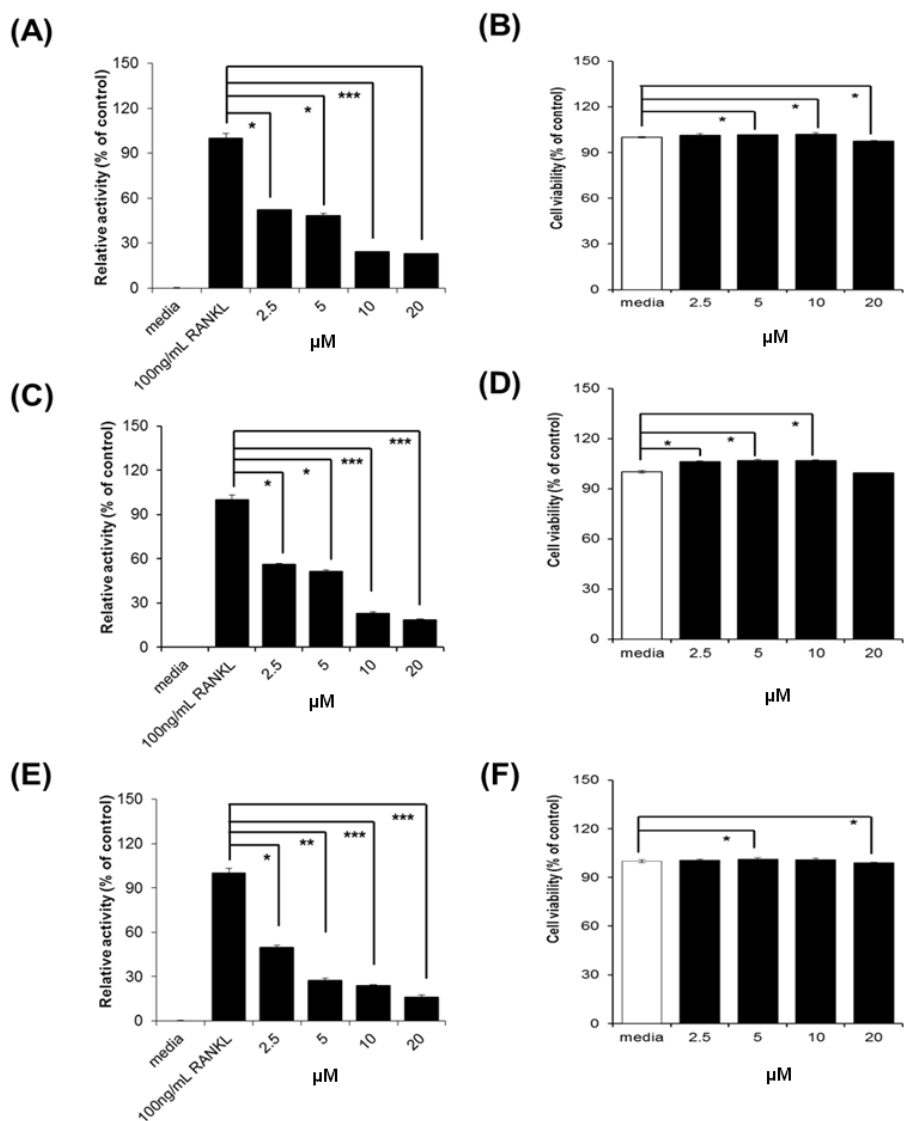 (A)
Relative activity (% of control)
150
120
90
60
30
0
*
*
***
media
100ng/mL RANKL
2.5
5
10
20
µM
(B)
Cell viability (% of control)
150
120
90
60
30
0
*
*
*
media
2.5
5
10
20
µM
(C)
Relative activity (% of control)
150
120
90
60
30
0
*
*
***
***
media
100ng/mL RANKL
2.5
5
10
20
µM
(D)
Cell viability (% of control)
150
120
90
60
30
0
*
*
*
media
2.5
5
10
20
µM
(E)
Relative activity (% of control)
150
120
90
60
30
0
*
**
***
***
media
100ng/mL RANKL
2.5
5
10
20
µM
(F)
Cell viability (% of control)
150
120
90
60
30
0
*
*
media
2.5
5
10
20
µM